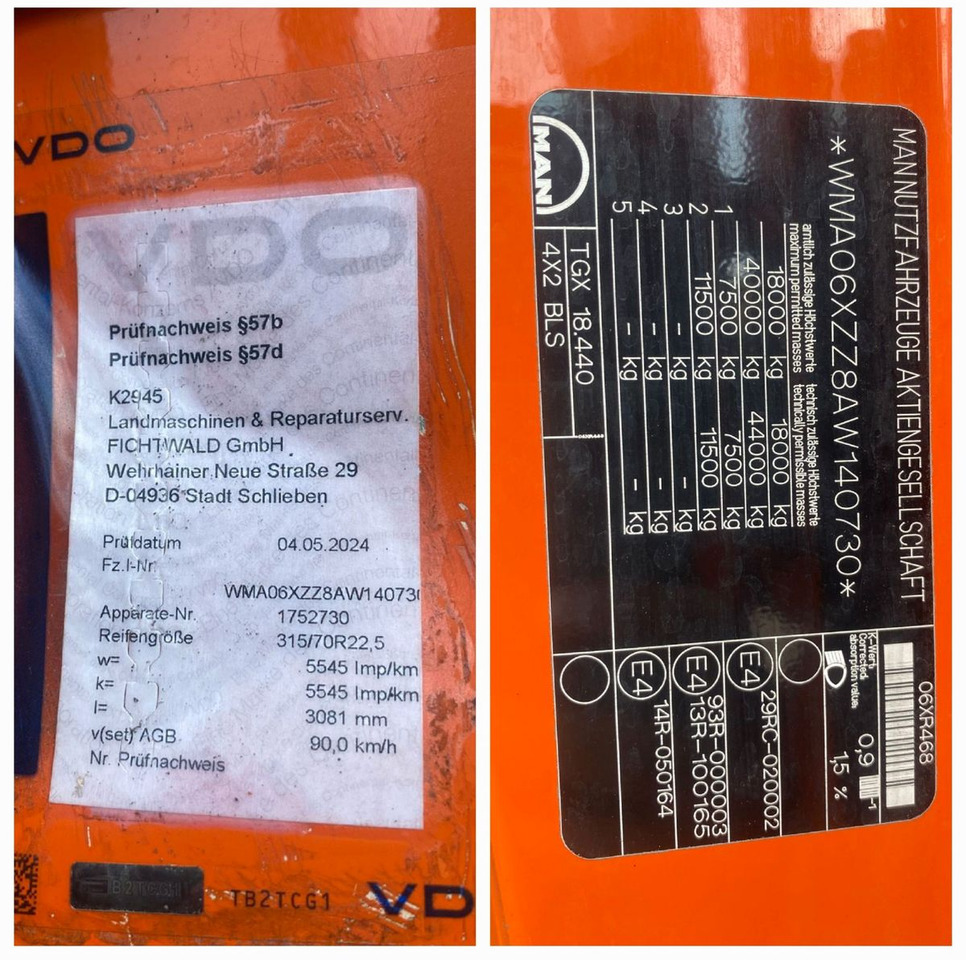 VDO
VDO
Prüfnachweis §57b
Prüfnachweis §57d
K2945
Landmaschinen & Reparaturserv.
FICHTWALD GmbH
Wehrhainer Neue Straße 29
D-04936 Stadt Schlieben
Prüfdatum 04.05.2024
Fz.I-Nr.
WMA06XZZ8AW140730
Apparate-Nr. 1752730
Reifengröße 315/70R22,5
w= 5545 Imp/km
k= 5545 Imp/km
l= 3081 mm
v(set) AGB 90,0 km/h
Nr. Prüfnachweis
TB2TCG1
VD
MAN NUTZFAHRZEUGE AKTIENGESELLSCHAFT
*WMA06XZZ8AW140730*
amtlich zulässige Höchstwerte technisch zulässige Höchstwerte
maximum permitted masses technically permissible masses
18000 kg 18000 kg
40000 kg 44000 kg
1 7500 kg 7500 kg
2 11500 kg 11500 kg
3 - kg - kg
4 - kg - kg
5 - kg - kg
TGX 18.440
4X2 BLS
MAN
06XR468
K-Wert:
Corrected
absorption value:
0,9
1,5 %
E4 29RC-020002
E4 93R-000003
13R-100165
E4 14R-050164